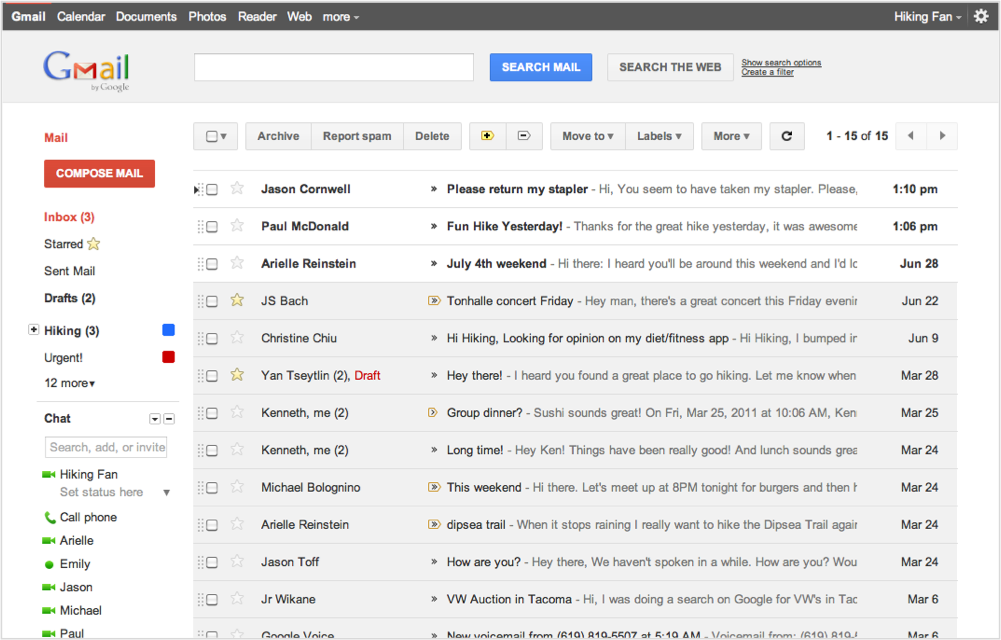 Gmail Calendar Documents Photos Reader Web more Hiking Fan
Gmail by Google
SEARCH MAIL SEARCH THE WEB Show search options
Create a filter
Mail
COMPOSE MAIL
Inbox (3)
Starred
Sent Mail
Drafts (2)
Hiking (3)
Urgent!
12 more
Chat
Search, add, or invite
Hiking Fan
Set status here
Call phone
Arielle
Emily
Jason
Michael
Paul
Archive Report spam Delete Move to Labels More 1 - 15 of 15
Jason Cornwell » Please return my stapler - Hi, You seem to have taken my stapler. Please, 1:10 pm
Paul McDonald » Fun Hike Yesterday! - Thanks for the great hike yesterday, it was awesome 1:06 pm
Arielle Reinstein » July 4th weekend - Hi there: I heard you'll be around this weekend and I'd Jun 28
JS Bach » Tonhalle concert Friday - Hey man, there's a great concert this Friday Jun 22
Christine Chiu » Hi Hiking, Looking for opinion on my diet/fitness app - Hi Hiking, I bumped in Jun 9
Yan Tseytlin (2), Draft » Hey there! - I heard you found a great place to go hiking. Let me know when Mar 28
Kenneth, me (2) » Group dinner? - Sushi sounds great! On Fri, Mar 25, 2011 at 10:06 AM, Mar 25
Kenneth, me (2) » Long time! - Hey Ken! Things have been really good! And lunch sounds Mar 24
Michael Bolognino » This weekend - Hi there. Let's meet up at 8PM tonight for burgers and then Mar 24
Arielle Reinstein » dipsea trail - When it stops raining I really want to hike the Dipsea Trail Mar 24
Jason Toff » How are you? - Hey there, We haven't spoken in a while. How are you? Mar 24
Jr Wikane » VW Auction in Tacoma - Hi, I was doing a search on Google for VW's in Mar 6
Google Voice » New voicemail from (619) 819-5507 at 5:19 AM - Voicemail from: Mar 6